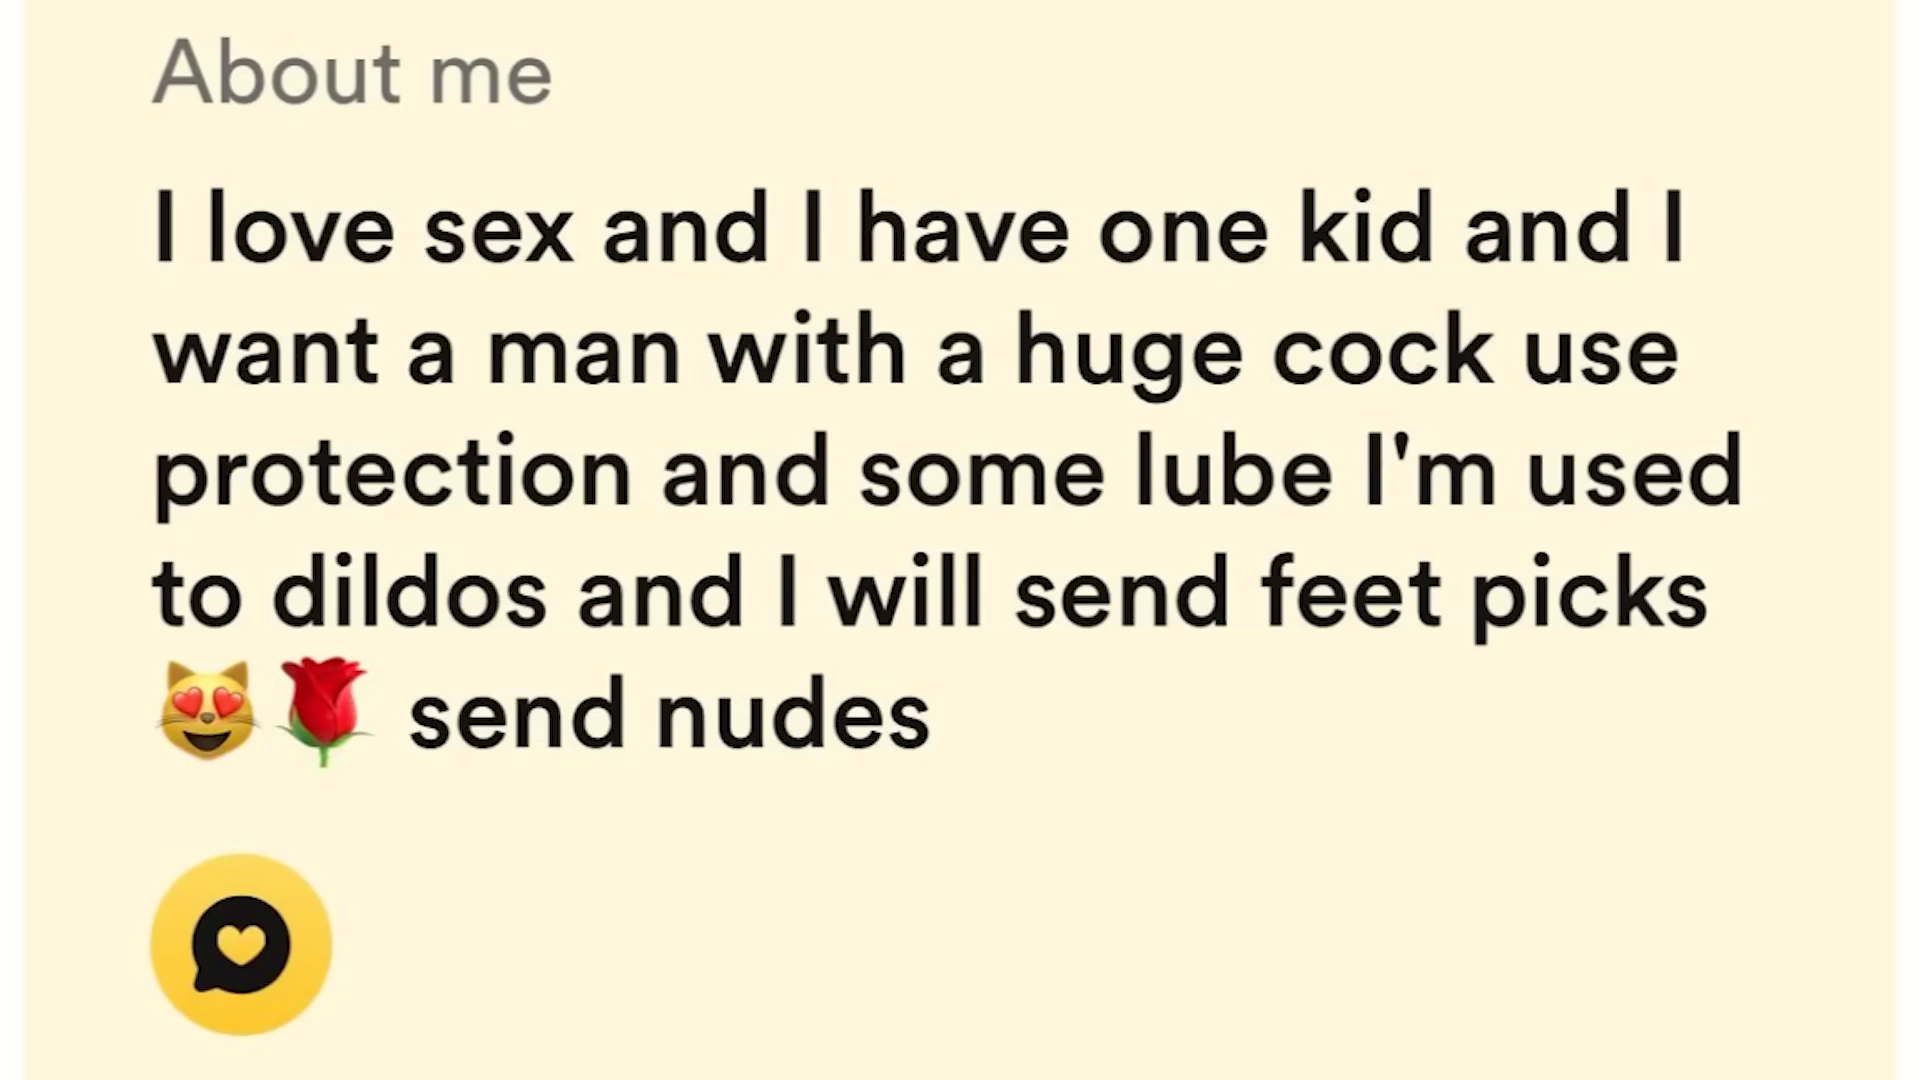 About me
I love sex and I have one kid and I
want a man with a huge cock use
protection and some lube I'm used
to dildos and I will send feet picks
😻🌹 send nudes